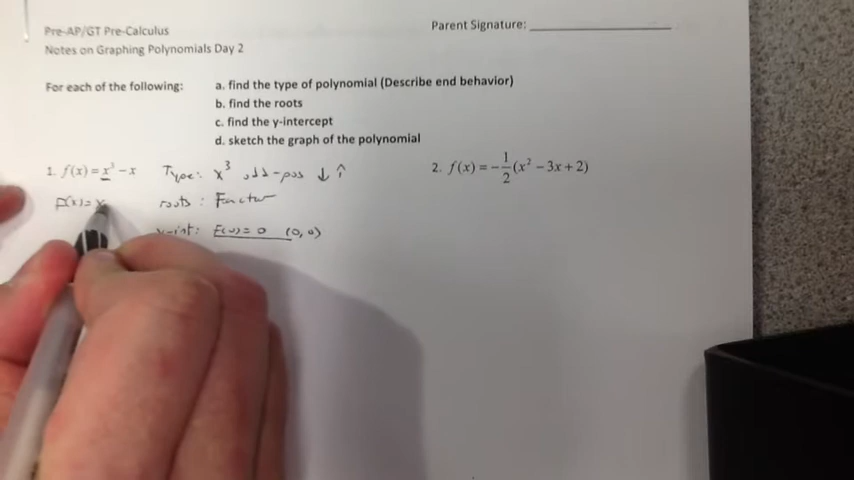 Pre-AP/GT Pre-Calculus
Parent Signature: ____________________
Notes on Graphing Polynomials Day 2
For each of the following:
a. find the type of polynomial (Describe end behavior)
b. find the roots
c. find the y-intercept
d. sketch the graph of the polynomial
1. f(x) = x³ − x
Type: x³ odd-pos ↓ ↑
F(x) = x
roots: Factor
-int: F(0) = 0 (0,0)
2. f(x) = −1/2(x² − 3x + 2)